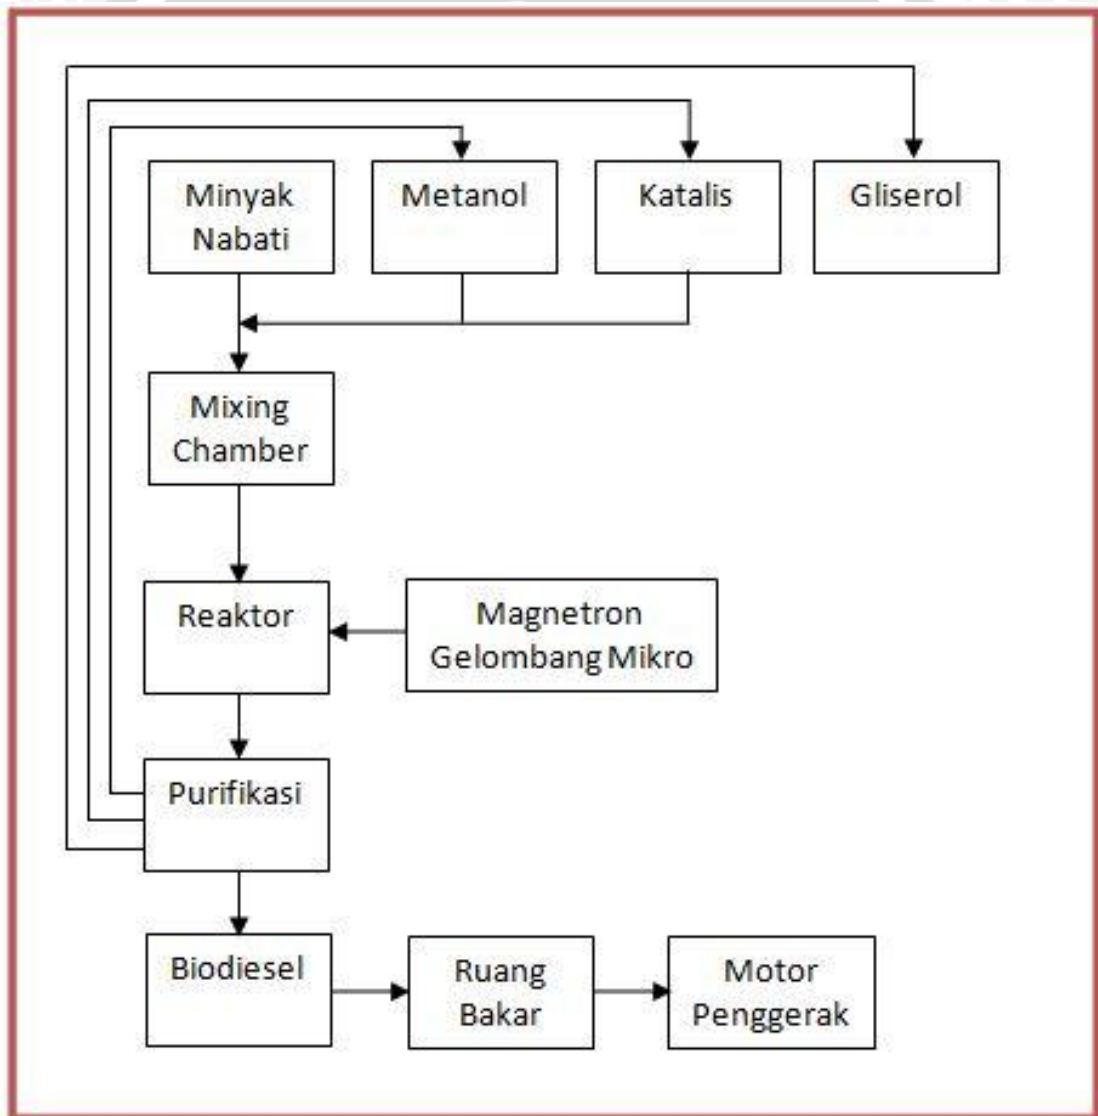 Minyak
Nabati
Metanol
Katalis
Gliserol
Mixing
Chamber
Reaktor
Magnetron
Gelombang Mikro
Purifikasi
Biodiesel
Ruang
Bakar
Motor
Penggerak